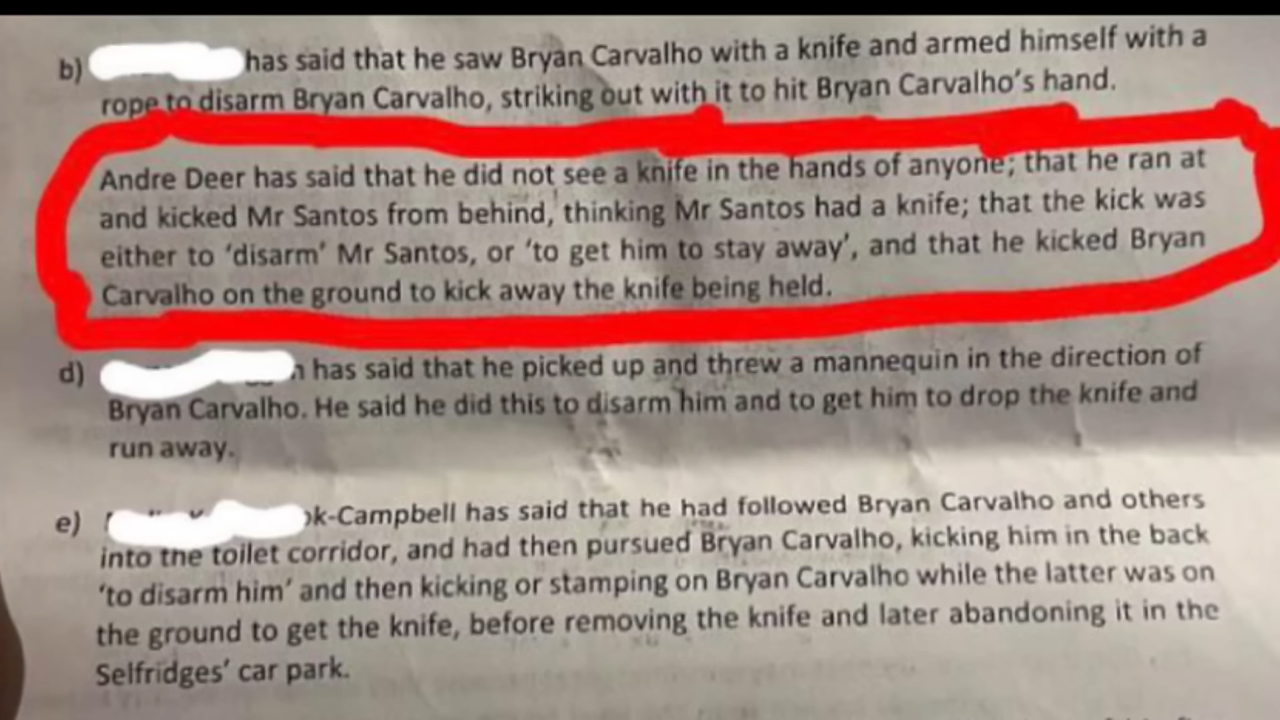 b) has said that he saw Bryan Carvalho with a knife and armed himself with a
rope to disarm Bryan Carvalho, striking out with it to hit Bryan Carvalho's hand.
Andre Deer has said that he did not see a knife in the hands of anyone; that he ran at
and kicked Mr Santos from behind, thinking Mr Santos had a knife; that the kick was
either to 'disarm' Mr Santos, or 'to get him to stay away', and that he kicked Bryan
Carvalho on the ground to kick away the knife being held.
d) has said that he picked up and threw a mannequin in the direction of
Bryan Carvalho. He said he did this to disarm him and to get him to drop the knife and
run away.
e) k-Campbell has said that he had followed Bryan Carvalho and others
into the toilet corridor, and had then pursued Bryan Carvalho, kicking him in the back
'to disarm him' and then kicking or stamping on Bryan Carvalho while the latter was on
the ground to get the knife, before removing the knife and later abandoning it in the
Selfridges' car park.